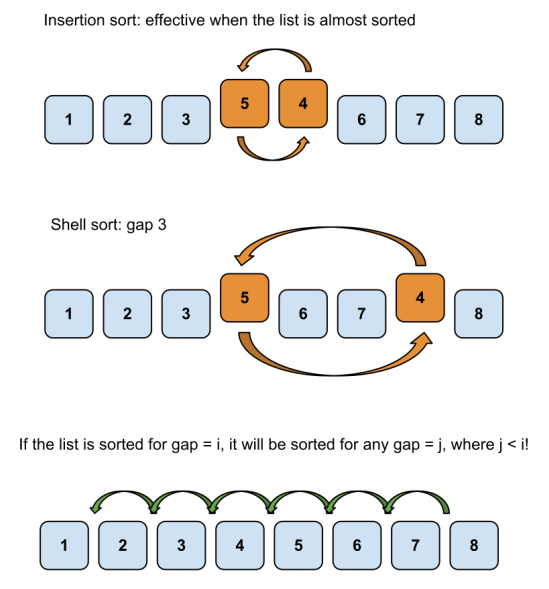 Insertion sort: effective when the list is almost sorted
1 2 3 5 4 6 7 8
Shell sort: gap 3
1 2 3 5 6 7 4 8
If the list is sorted for gap = i, it will be sorted for any gap = j, where j < i!
1 2 3 4 5 6 7 8